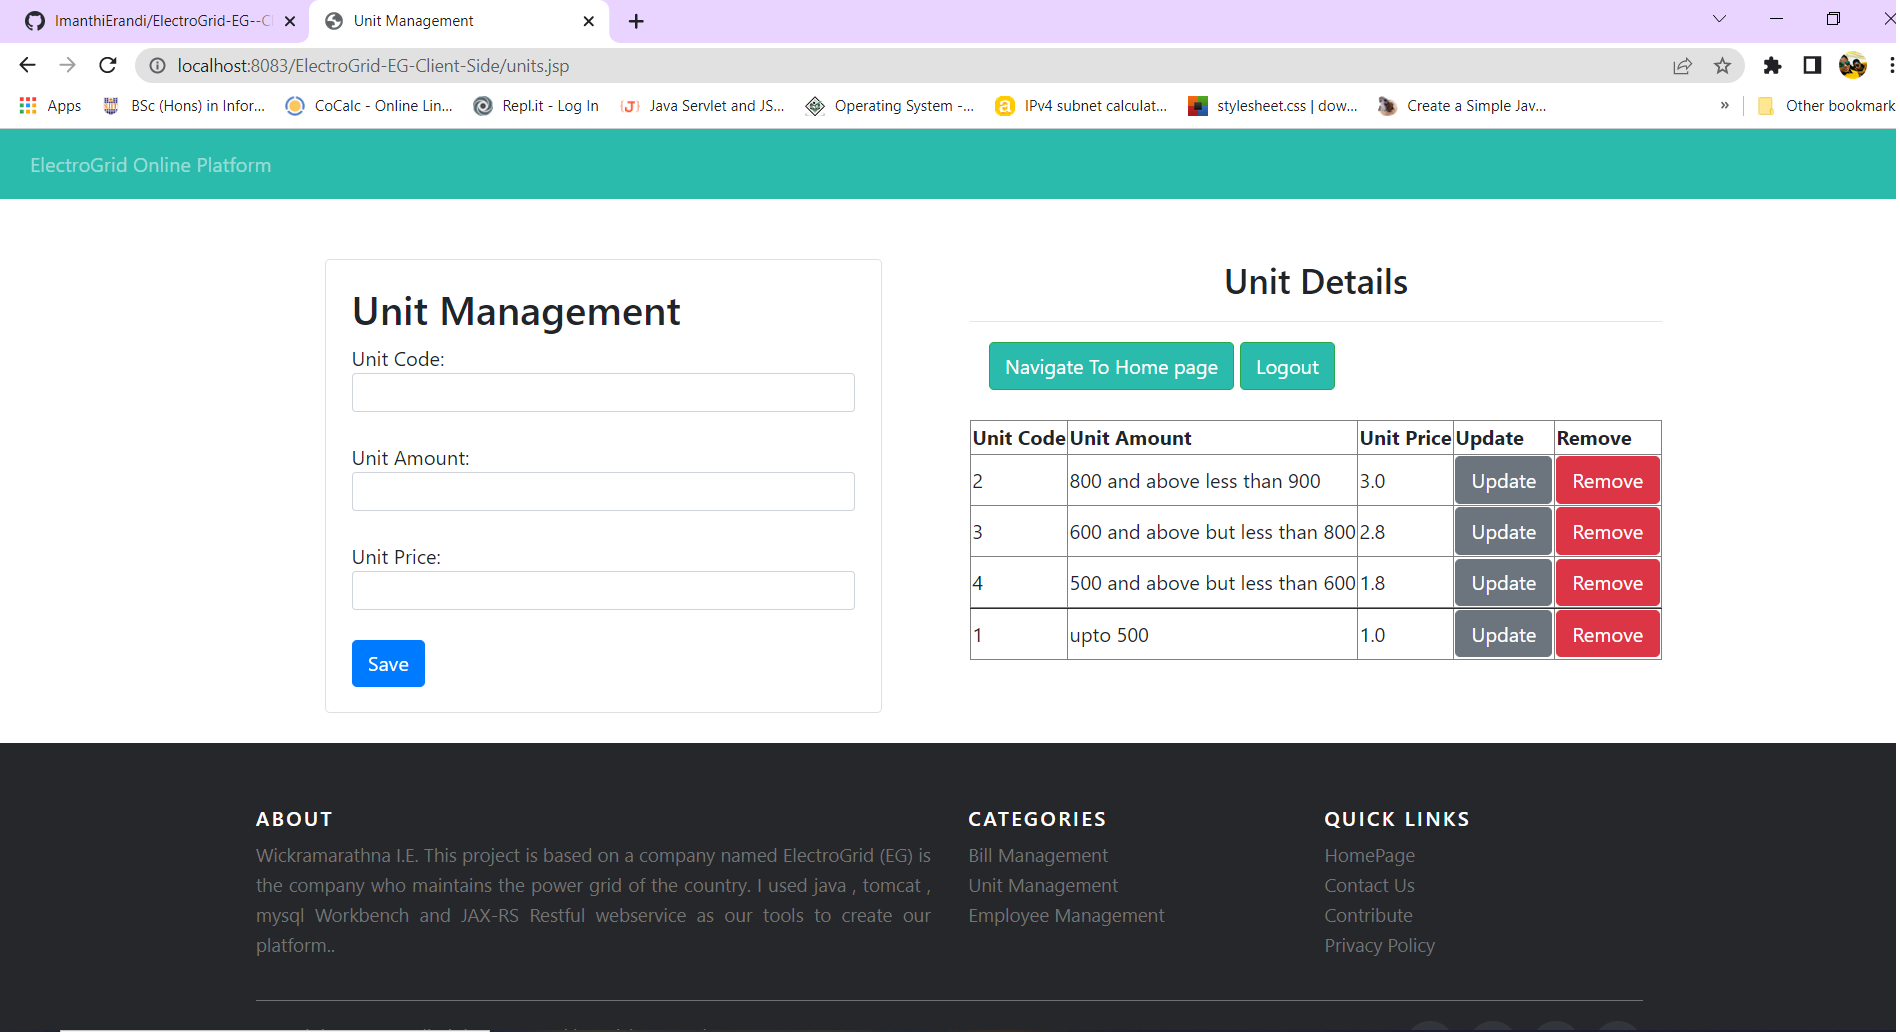 ImanthiErandi/ElectroGrid-EG--Cl
Unit Management
localhost:8083/ElectroGrid-EG-Client-Side/units.jsp
Apps
BSc (Hons) in Infor...
CoCalc - Online Lin...
Repl.it - Log In
Java Servlet and JS...
Operating System -...
IPv4 subnet calculat...
stylesheet.css | dow...
Create a Simple Jav...
»
Other bookmark
ElectroGrid Online Platform
Unit Management
Unit Code:
Unit Amount:
Unit Price:
Save
Unit Details
Navigate To Home page Logout
Unit Code Unit Amount Unit Price Update Remove
2 800 and above less than 900 3.0 Update Remove
3 600 and above but less than 800 2.8 Update Remove
4 500 and above but less than 600 1.8 Update Remove
1 upto 500 1.0 Update Remove
ABOUT
Wickramarathna I.E. This project is based on a company named ElectroGrid (EG) is
the company who maintains the power grid of the country. I used java , tomcat ,
mysql Workbench and JAX-RS Restful webservice as our tools to create our
platform..
CATEGORIES
Bill Management
Unit Management
Employee Management
QUICK LINKS
HomePage
Contact Us
Contribute
Privacy Policy